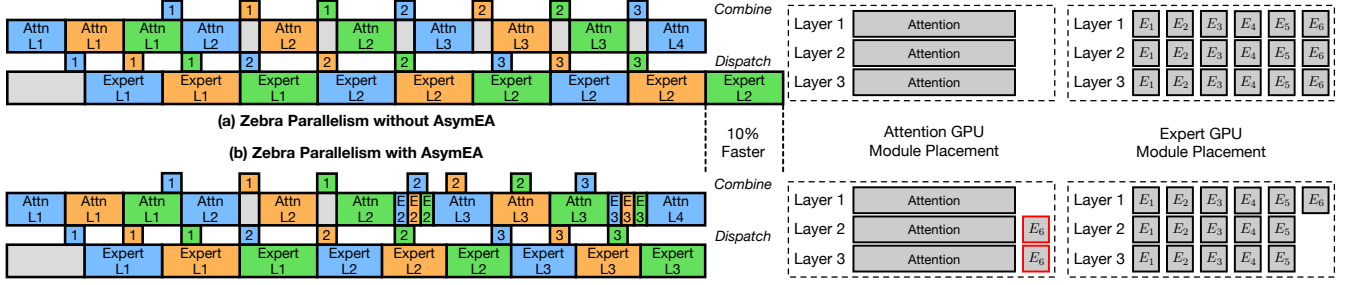 1 1 1 2 2 2 3 Combine
Attn Attn Attn Attn Attn Attn Attn Attn Attn Attn
L1 L1 L1 L2 L2 L2 L3 L3 L3 L4
1 1 1 2 2 2 3 3 3 Dispatch
Expert Expert Expert Expert Expert Expert Expert Expert Expert
L1 L1 L1 L2 L2 L2 L2 L2 L2
(a) Zebra Parallelism without AsymEA
10%
Faster
(b) Zebra Parallelism with AsymEA
1 1 1 2 2 2 3 Combine
Attn Attn Attn Attn Attn Attn E E E Attn Attn Attn E E E Attn
L1 L1 L1 L2 L2 L2 2 2 2 L3 L3 L3 3 3 3 L4
1 1 1 2 2 2 3 3 3 Dispatch
Expert Expert Expert Expert Expert Expert Expert Expert Expert
L1 L1 L1 L2 L2 L2 L3 L3 L3
Layer 1 Attention
Layer 2 Attention
Layer 3 Attention
Layer 1 E1 E2 E3 E4 E5 E6
Layer 2 E1 E2 E3 E4 E5 E6
Layer 3 E1 E2 E3 E4 E5 E6
Attention GPU
Module Placement
Expert GPU
Module Placement
Layer 1 Attention
Layer 2 Attention E6
Layer 3 Attention E6
Layer 1 E1 E2 E3 E4 E5 E6
Layer 2 E1 E2 E3 E4 E5
Layer 3 E1 E2 E3 E4 E5